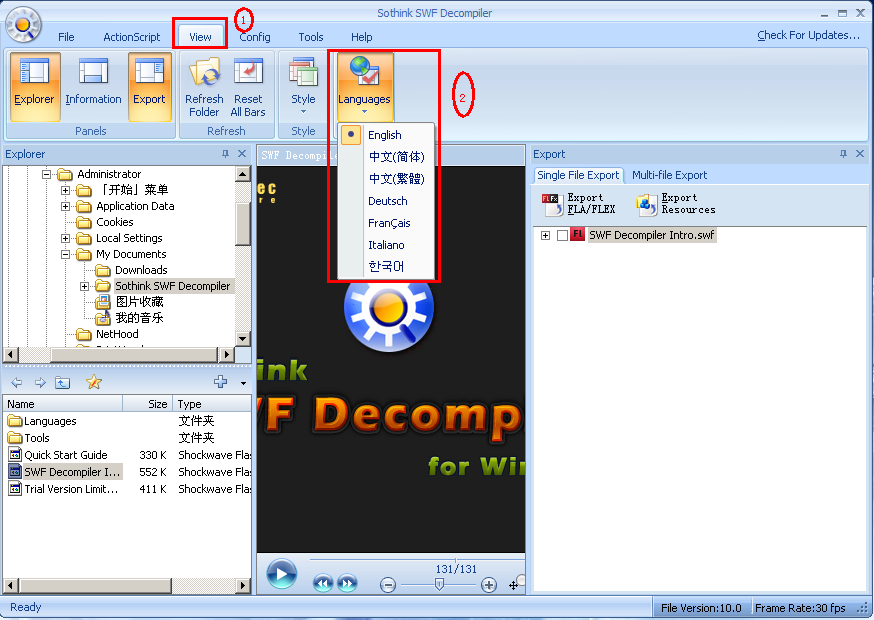 Sothink SWF Decompiler
1
File ActionScript View Config Tools Help
Check For Updates...
Explorer Information Export
Panels
Refresh Folder
Reset All Bars
Refresh
Style
Style
Languages
2
English
中文(简体)
中文(繁體)
Deutsch
FranÇais
Italiano
한국어
Explorer
Administrator
「开始」菜单
Application Data
Cookies
Local Settings
My Documents
Downloads
Sothink SWF Decompiler
图片收藏
我的音乐
NetHood
Name Size Type
Languages 文件夹
Tools 文件夹
Quick Start Guide 330 K Shockwave Flas
SWF Decompiler I... 552 K Shockwave Flas
Trial Version Limit... 411 K Shockwave Flas
SWF Decompile
ec
re
ink
WF Decomp
for Win
131/131
Export
Single File Export Multi-file Export
Export FLA/FLEX
Export Resources
SWF Decompiler Intro.swf
Ready
File Version:10.0 Frame Rate:30 fps